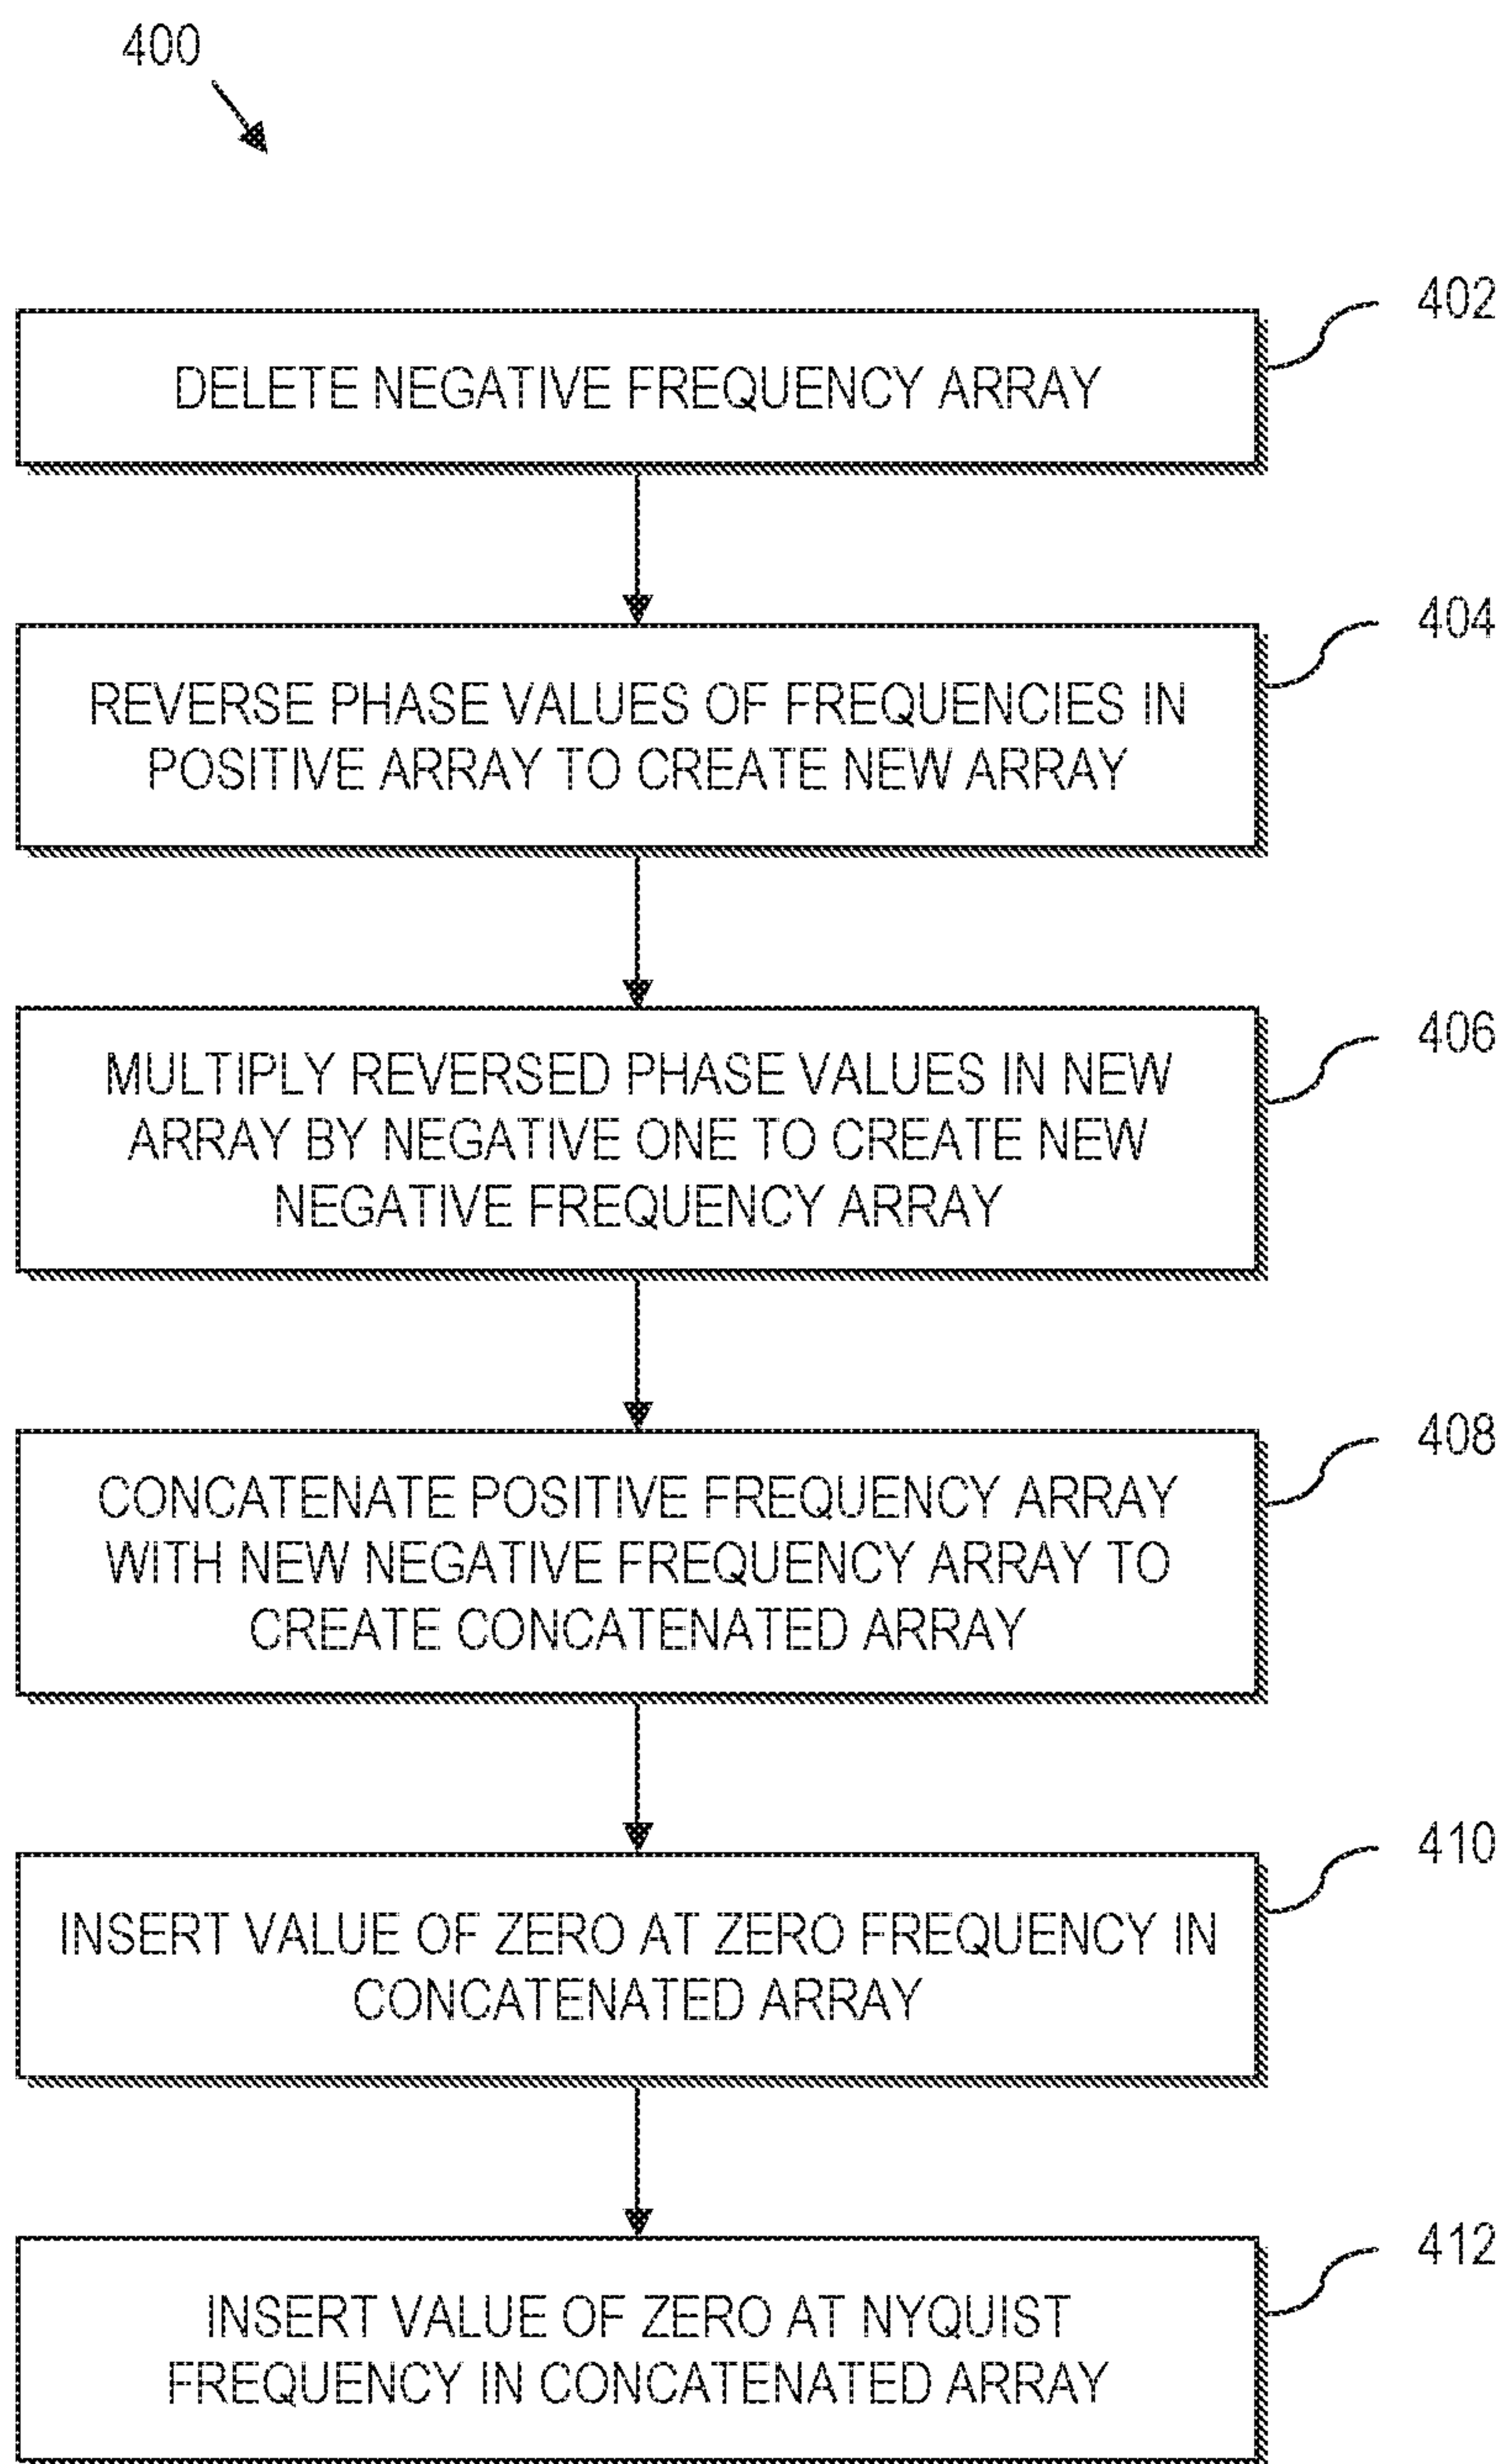 400
402
DELETE NEGATIVE FREQUENCY ARRAY
404
REVERSE PHASE VALUES OF FREQUENCIES IN
POSITIVE ARRAY TO CREATE NEW ARRAY
406
MULTIPLY REVERSED PHASE VALUES IN NEW
ARRAY BY NEGATIVE ONE TO CREATE NEW
NEGATIVE FREQUENCY ARRAY
408
CONCATENATE POSITIVE FREQUENCY ARRAY
WITH NEW NEGATIVE FREQUENCY ARRAY TO
CREATE CONCATENATED ARRAY
410
INSERT VALUE OF ZERO AT ZERO FREQUENCY IN
CONCATENATED ARRAY
412
INSERT VALUE OF ZERO AT NYQUIST
FREQUENCY IN CONCATENATED ARRAY